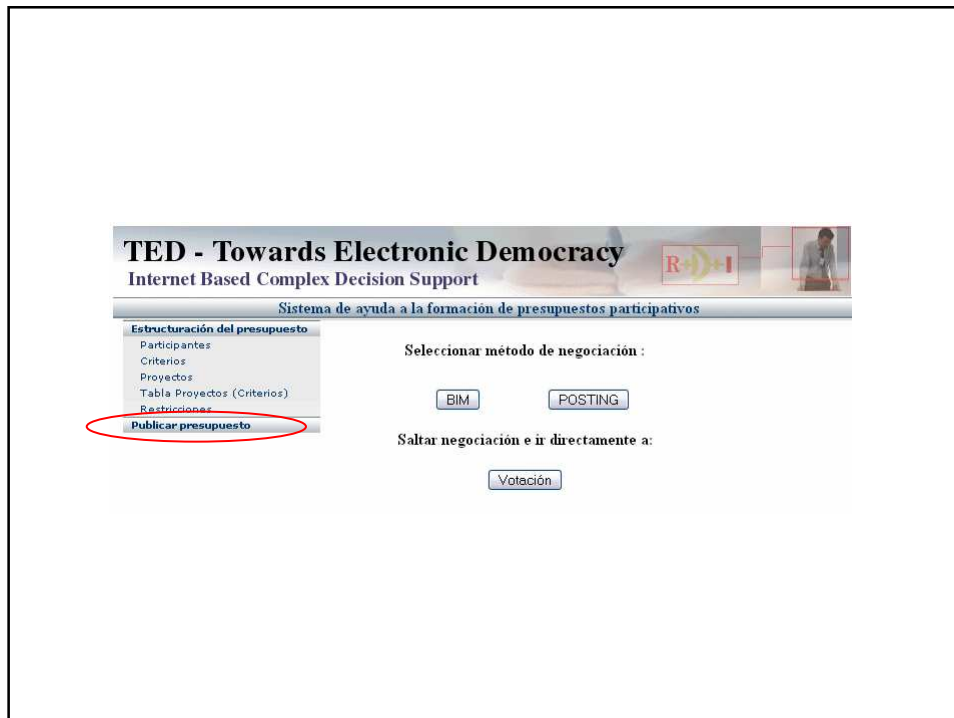 TED - Towards Electronic Democracy
Internet Based Complex Decision Support
R+D+I
Sistema de ayuda a la formación de presupuestos participativos
Estructuración del presupuesto
Participantes
Criterios
Proyectos
Tabla Proyectos (Criterios)
Restricciones
Publicar presupuesto
Seleccionar método de negociación :
BIM POSTING
Saltar negociación e ir directamente a:
Votación